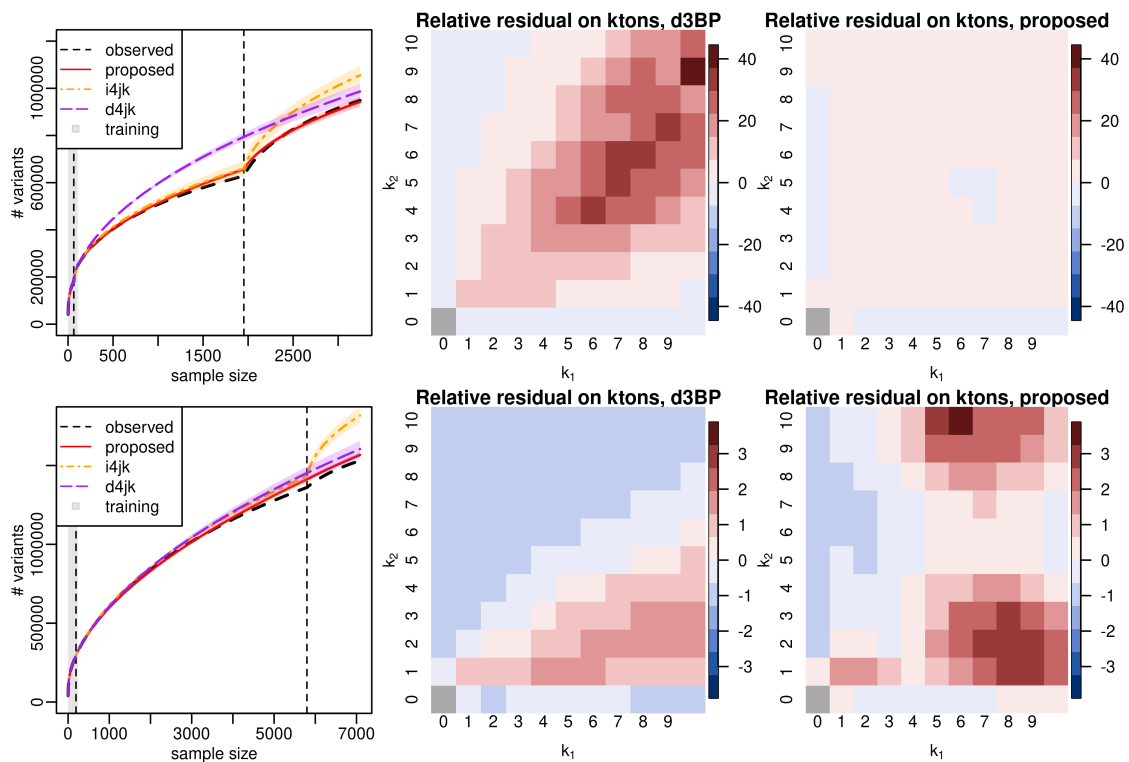 observed
proposed
i4jk
d4jk
training
# variants
0
200000
600000
1000000
0
500
1500
2500
sample size
Relative residual on ktons, d3BP
k2
0
1
2
3
4
5
6
7
8
9
10
0 1 2 3 4 5 6 7 8 9
k1
40
20
0
-20
-40
Relative residual on ktons, proposed
k2
0
1
2
3
4
5
6
7
8
9
10
0 1 2 3 4 5 6 7 8 9
k1
40
20
0
-20
-40
observed
proposed
i4jk
d4jk
training
# variants
0
500000
1000000
0
1000
3000
5000
7000
sample size
Relative residual on ktons, d3BP
k2
0
1
2
3
4
5
6
7
8
9
10
0 1 2 3 4 5 6 7 8 9
k1
3
2
1
0
-1
-2
-3
Relative residual on ktons, proposed
k2
0
1
2
3
4
5
6
7
8
9
10
0 1 2 3 4 5 6 7 8 9
k1
3
2
1
0
-1
-2
-3